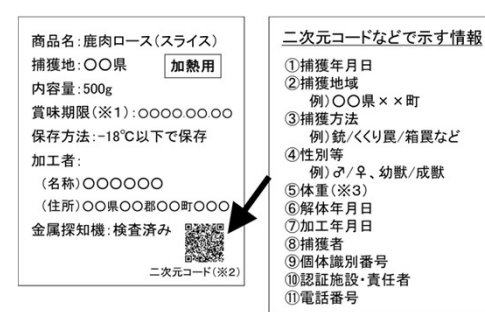 商品名：鹿肉ロース（スライス）
捕獲地：〇〇県
加熱用
内容量：500g
賞味期限（※1）：〇〇〇〇.〇〇.〇〇
保存方法：-18℃以下で保存
加工者：
（名称）〇〇〇〇〇〇
（住所）〇〇県〇〇郡〇〇町〇〇〇
金属探知機：検査済み
二次元コード（※2）
二次元コードなどで示す情報
①捕獲年月日
②捕獲地域
例）〇〇県××町
③捕獲方法
例）銃/くくり罠/箱罠など
④性別等
例）♂/♀、幼獣/成獣
⑤体重（※3）
⑥解体年月日
⑦加工年月日
⑧捕獲者
⑨個体識別番号
⑩認証施設・責任者
⑪電話番号